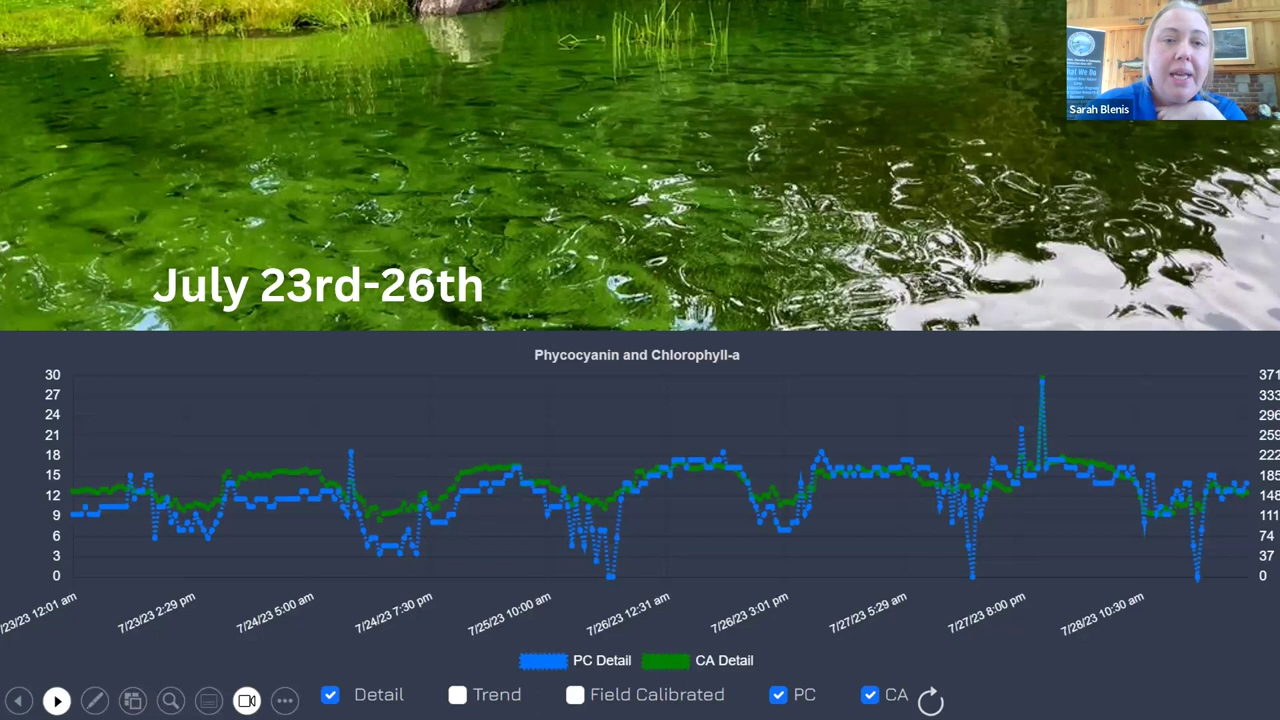 hat We Do
Sarah Blenis
July 23rd-26th
Phycocyanin and Chlorophyll-a
30
27
24
21
18
15
12
9
6
3
0
371
333
296
259
222
185
148
111
74
37
0
/23/23 12:01 am
7/23/23 2:29 pm
7/24/23 5:00 am
7/24/23 7:30 pm
7/25/23 10:00 am
7/26/23 12:31 am
7/26/23 3:01 pm
7/27/23 5:29 am
7/27/23 8:00 pm
7/28/23 10:30 am
PC Detail CA Detail
Detail Trend Field Calibrated PC CA